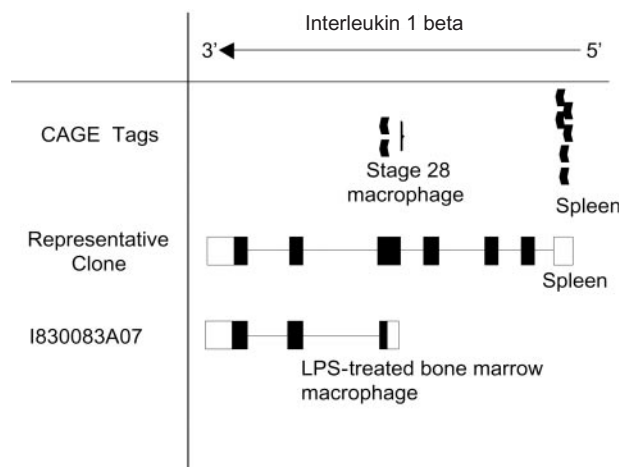 Interleukin 1 beta
3’ 5’
CAGE Tags
Stage 28
macrophage
Spleen
Representative
Clone
Spleen
I830083A07
LPS-treated bone marrow
macrophage